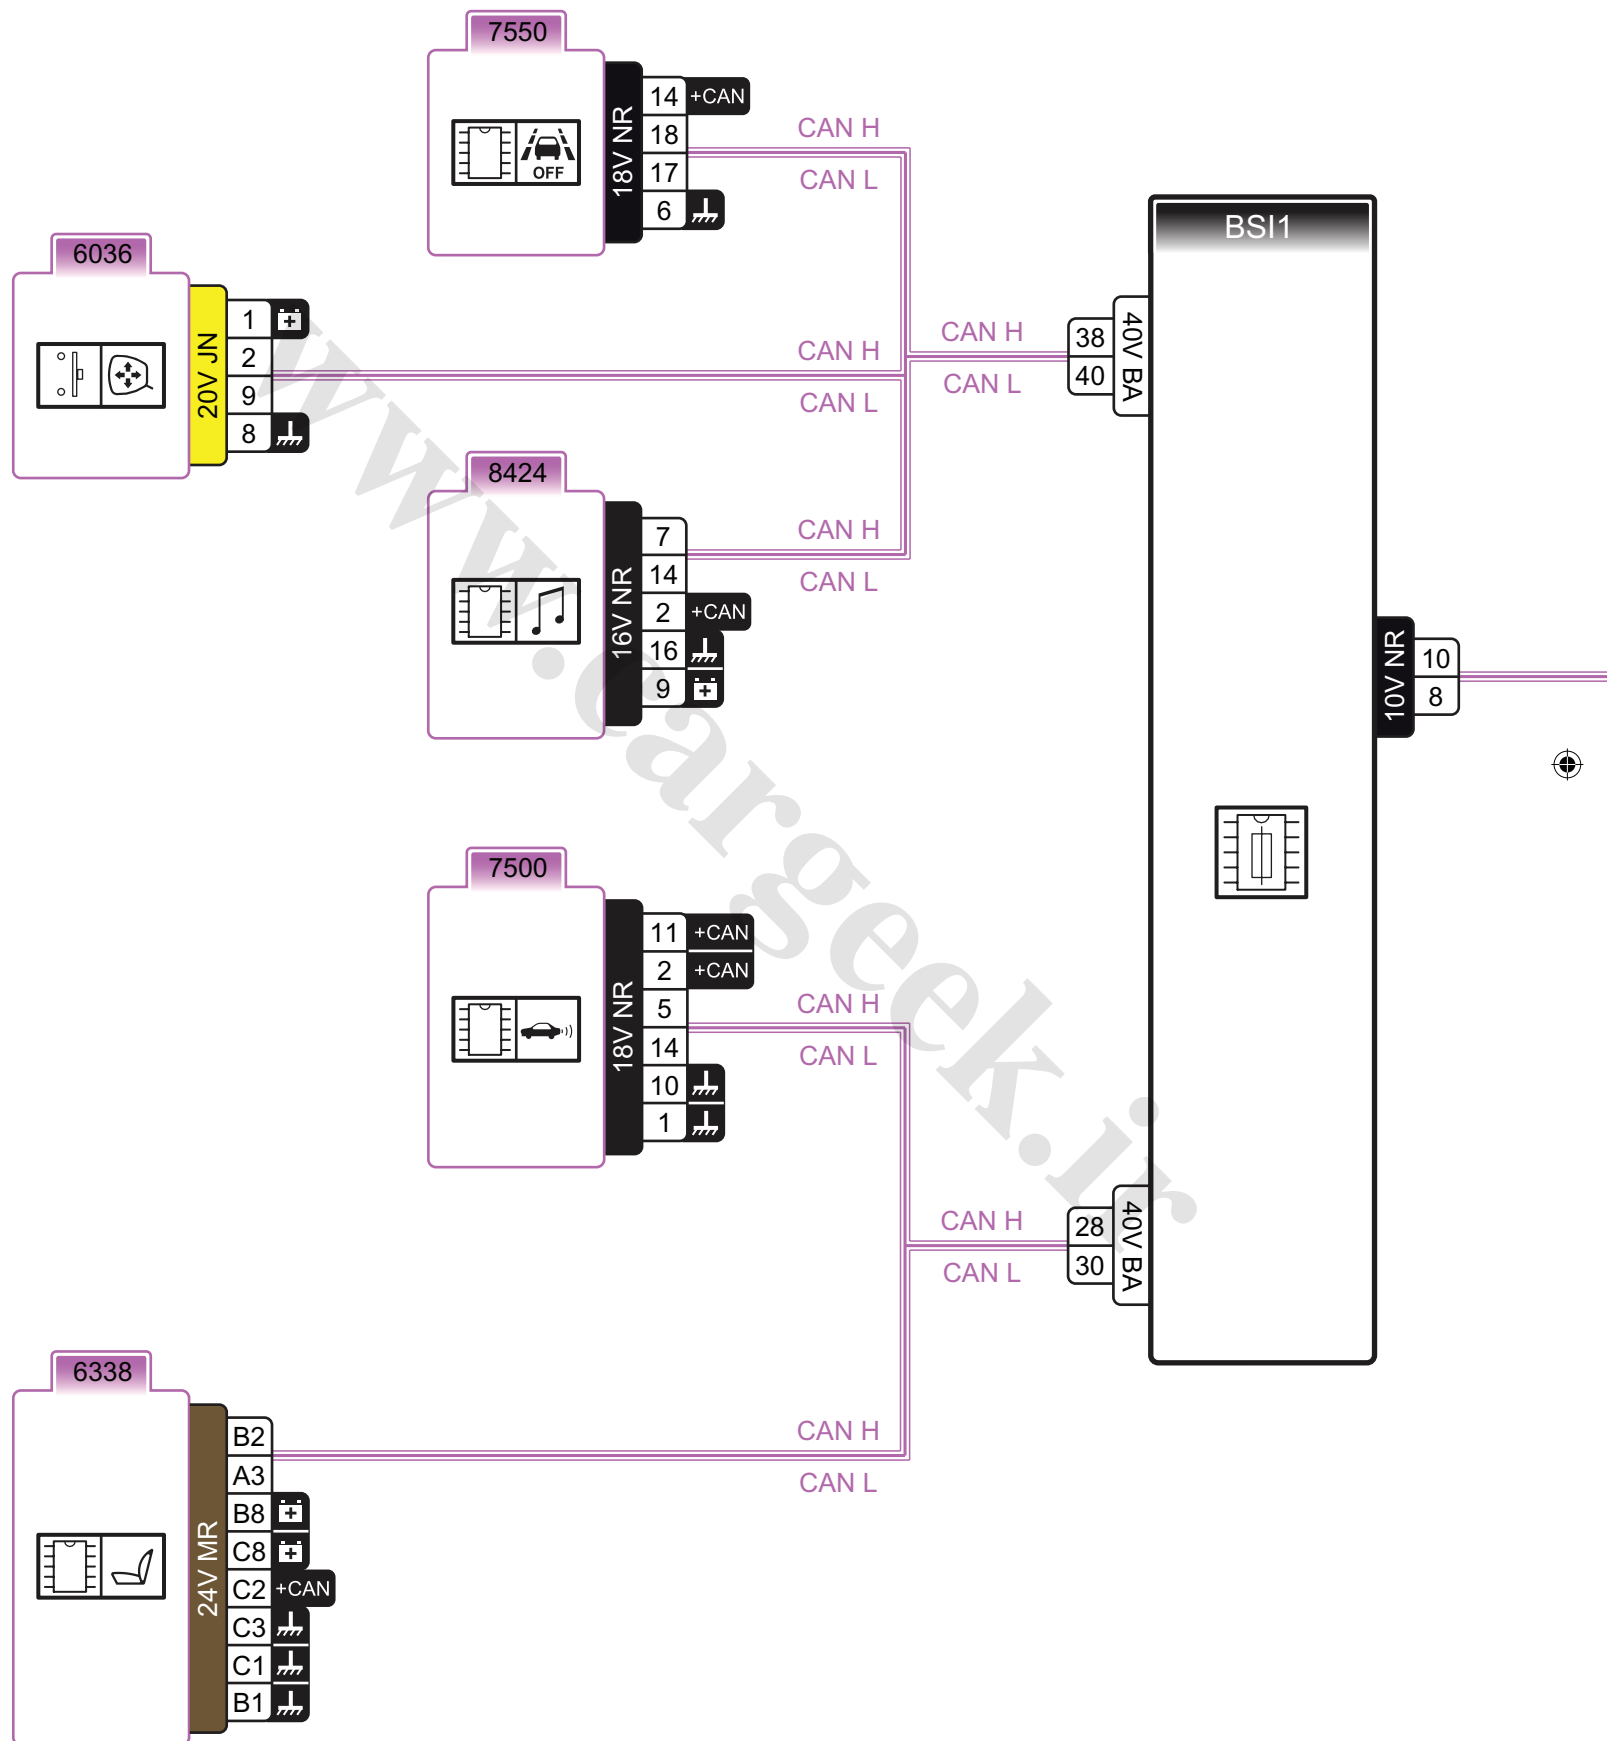 7550
18V NR
14 +CAN
18
17
6
OFF
CAN H
CAN L
6036
20V JN
1
2
9
8
CAN H
CAN L
CAN H
CAN L
38
40
40V BA
BSI1
8424
16V NR
7
14
2 +CAN
16
9
CAN H
CAN L
10V NR
10
8
7500
18V NR
11 +CAN
2 +CAN
5
14
10
1
CAN H
CAN L
CAN H
CAN L
28
30
40V BA
6338
24V MR
B2
A3
B8
C8
C2 +CAN
C3
C1
B1
CAN H
CAN L
www.cargeek.ir